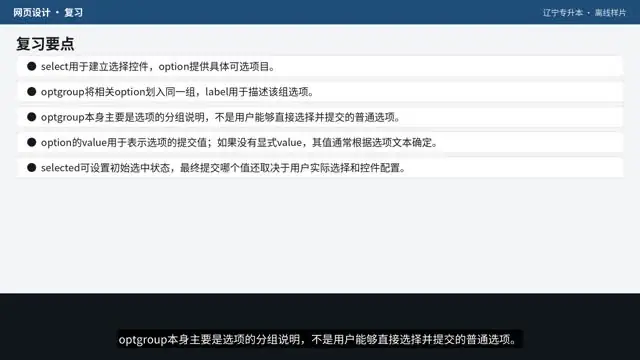 网页设计 • 复习
辽宁专升本 • 离线样片
复习要点
● select用于建立选择控件，option提供具体可选项目。
● optgroup将相关option划入同一组，label用于描述该组选项。
● optgroup本身主要是选项的分组说明，不是用户能够直接选择并提交的普通选项。
● option的value用于表示选项的提交值；如果没有显式value，其值通常根据选项文本确定。
● selected可设置初始选中状态，最终提交哪个值还取决于用户实际选择和控件配置。
optgroup本身主要是选项的分组说明，不是用户能够直接选择并提交的普通选项。